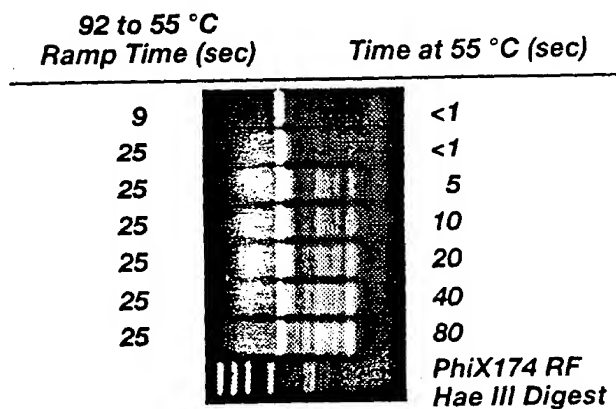 92 to 55 °C
Ramp Time (sec) Time at 55 °C (sec)
9 <1
25 <1
25 5
25 10
25 20
25 40
25 80
PhiX174 RF
Hae III Digest